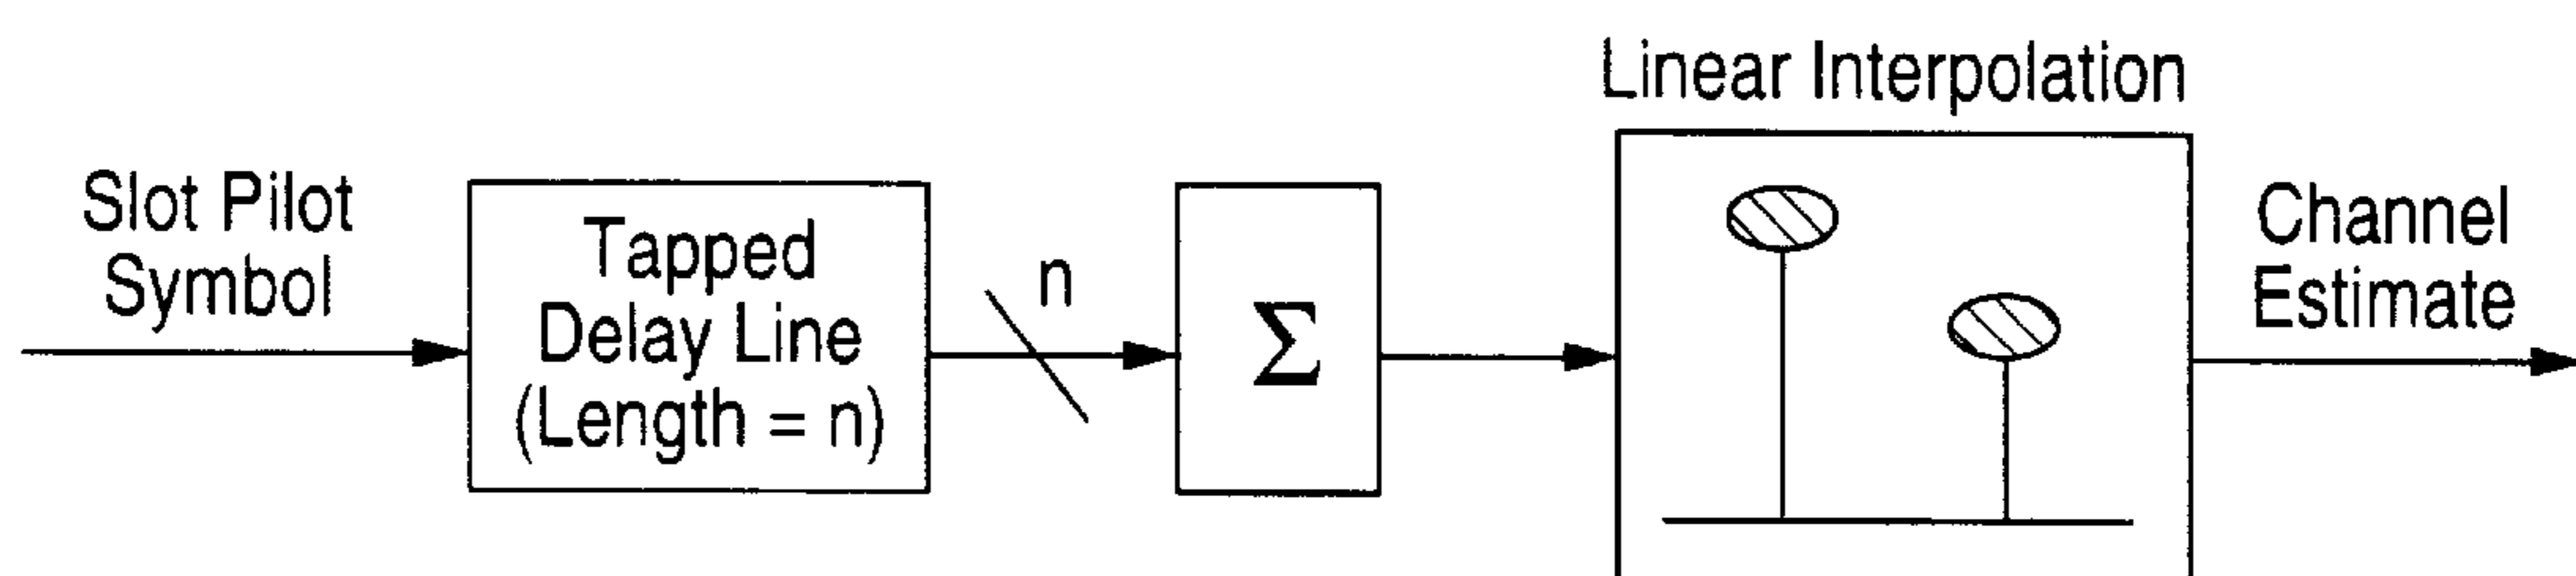 Linear Interpolation
Slot Pilot
Symbol
Tapped
Delay Line
(Length = n)
n
Σ
Channel
Estimate